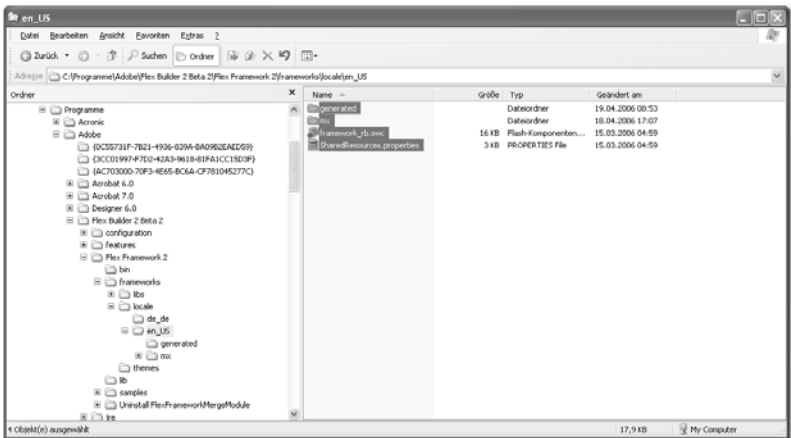 en_US
Datei Bearbeiten Ansicht Favoriten Extras ?
Zurück Suchen Ordner
Adresse C:\Programme\Adobe\Flex Builder 2 Beta 2\Flex Framework 2\frameworks\locale\en_US
Ordner
Programme
Acronis
Adobe
{0C55731F-7B21-4936-839A-BA09B2EAED59}
{3CC01997-F7D2-42A3-9618-81FA1CC15D3F}
{AC703000-70F3-4E65-BC6A-CF781045277C}
Acrobat 6.0
Acrobat 7.0
Designer 6.0
Flex Builder 2 Beta 2
configuration
features
Flex Framework 2
bin
frameworks
libs
locale
de_de
en_US
generated
mx
themes
lib
samples
Uninstall FlexFrameworkMergeModule
jre
Name Größe Typ Geändert am
generated Dateiordner 19.04.2006 08:53
mx Dateiordner 18.04.2006 17:07
framework_rb.swc 16 KB Flash-Komponenten... 15.03.2006 04:59
SharedResources.properties 3 KB PROPERTIES File 15.03.2006 04:59
4 Objekt(e) ausgewählt 17,9 KB My Computer